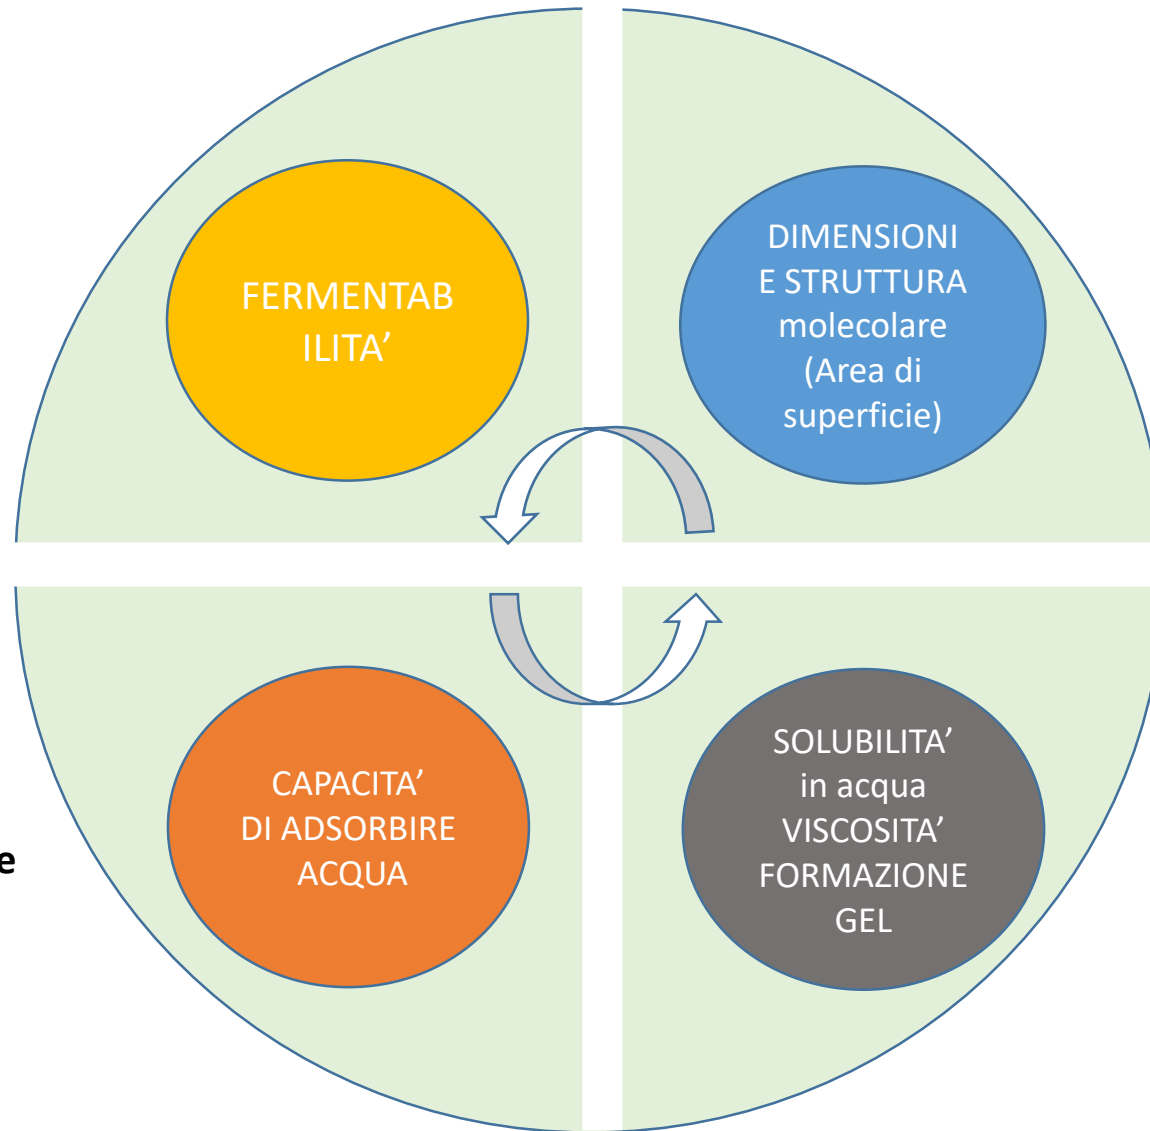 FERMENTAB
ILITA’
DIMENSIONI
E STRUTTURA
molecolare
(Area di
superficie)
CAPACITA’
DI ADSORBIRE
ACQUA
SOLUBILITA’
in acqua
VISCOSITA’
FORMAZIONE
GEL
e